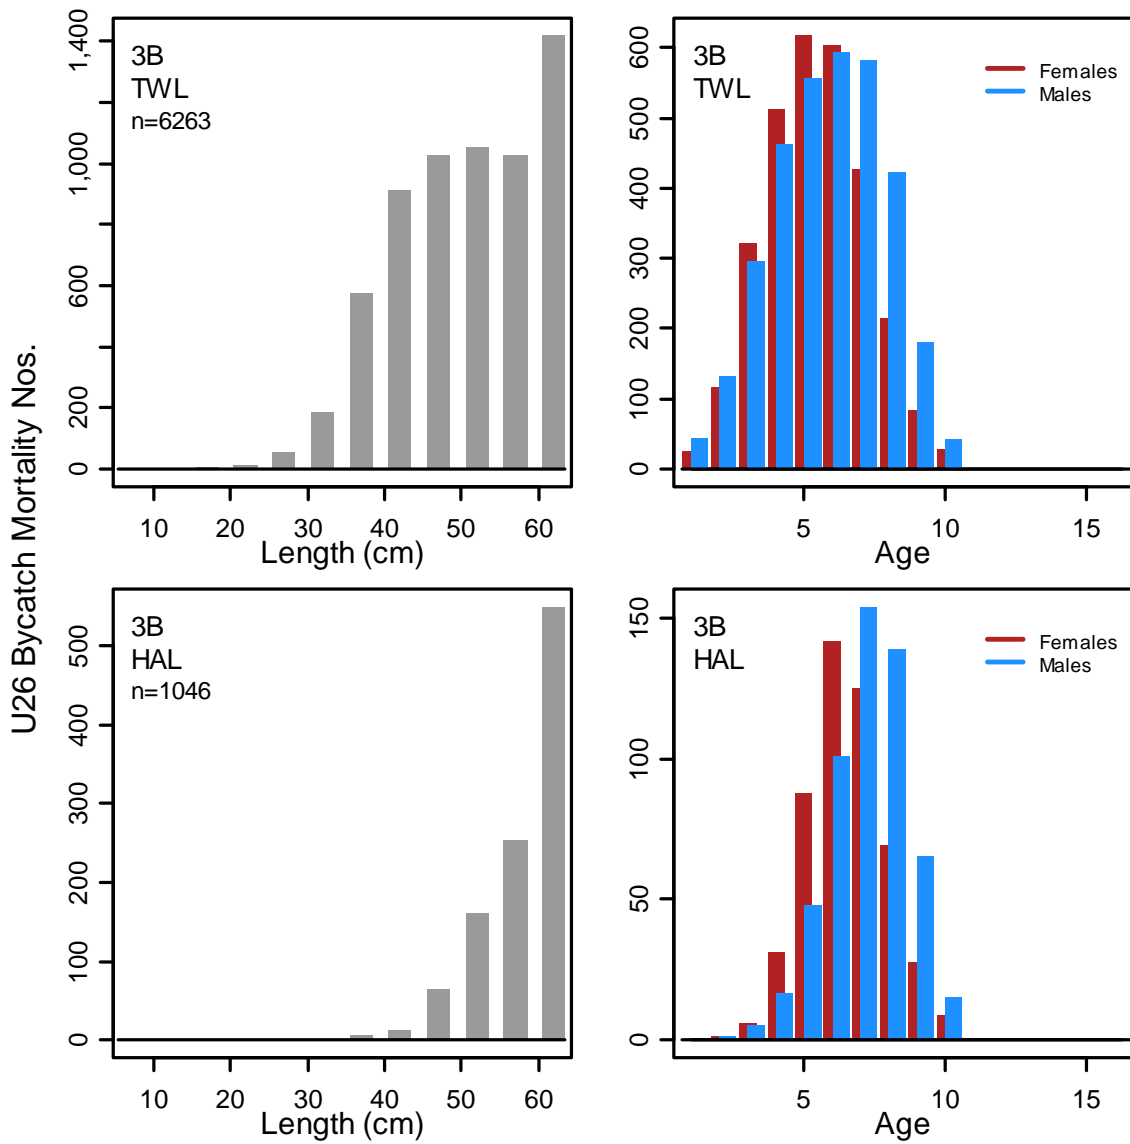 U26 Bycatch Mortality Nos.
3B
TWL
n=6263
0
200
600
1,000
1,400
10 20 30 40 50 60
Length (cm)
3B
TWL
Females
Males
0
100
200
300
400
500
600
5 10 15
Age
3B
HAL
n=1046
0
100
200
300
400
500
10 20 30 40 50 60
Length (cm)
3B
HAL
Females
Males
0
50
100
150
5 10 15
Age